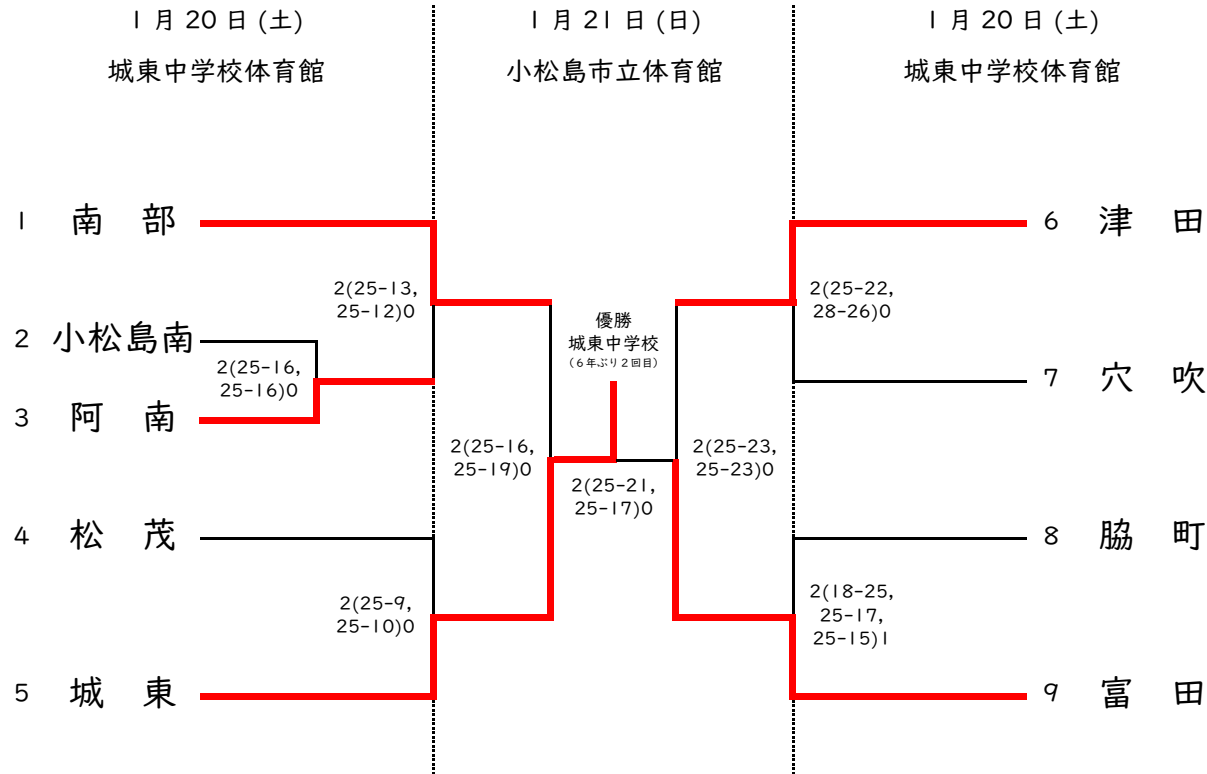 1月20日(土)
城東中学校体育館
1月21日(日)
小松島市立体育館
1月20日(土)
城東中学校体育館
1 南 部
2(25-13,
25-12)0
2 小松島南
2(25-16,
25-16)0
3 阿 南
4 松 茂
2(25-9,
25-10)0
5 城 東
2(25-16,
25-19)0
優勝
城東中学校
(6年ぶり2回目)
2(25-21,
25-17)0
2(25-23,
25-23)0
6 津 田
2(25-22,
28-26)0
7 穴 吹
8 脇 町
2(18-25,
25-17,
25-15)1
9 富 田